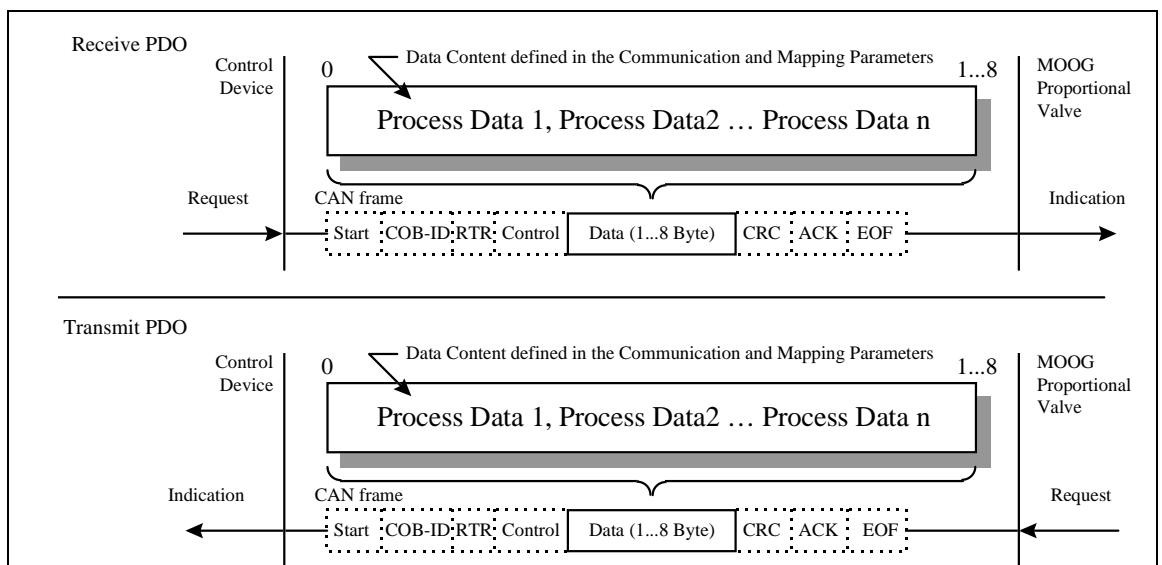 Receive PDO
Control
Device
0
Data Content defined in the Communication and Mapping Parameters
1...8
MOOG
Proportional
Valve
Process Data 1, Process Data2 … Process Data n
Request
CAN frame
Indication
Start COB-ID RTR Control Data (1...8 Byte) CRC ACK EOF
Transmit PDO
Control
Device
0
Data Content defined in the Communication and Mapping Parameters
1...8
MOOG
Proportional
Valve
Process Data 1, Process Data2 … Process Data n
Indication
CAN frame
Request
Start COB-ID RTR Control Data (1...8 Byte) CRC ACK EOF